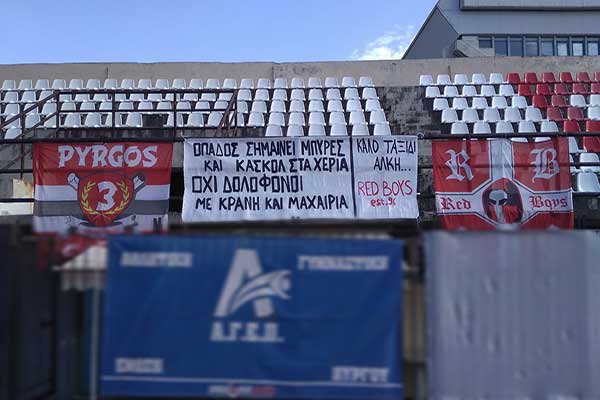 PYRGOS
3
ΟΠΑΔΟΣ ΣΗΜΑΙΝΕΙ ΜΠΥΡΕΣ
ΚΑΙ ΚΑΣΚΟΛ ΣΤΑ ΧΕΡΙΑ
ΟΧΙ ΔΟΛΟΦΟΝΟΙ
ΜΕ ΚΡΑΝΗ ΚΑΙ ΜΑΧΑΙΡΙΑ
ΚΑΛΟ ΤΑΞΙΔΙ
ΑΛΚΗ...
RED BOYS
est.96
R B
Red Boys